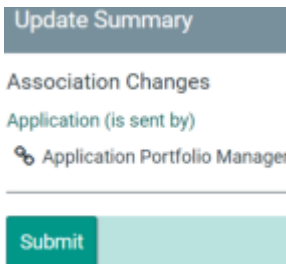 Update Summary
Association Changes
Application (is sent by)
Application Portfolio Manager
Submit